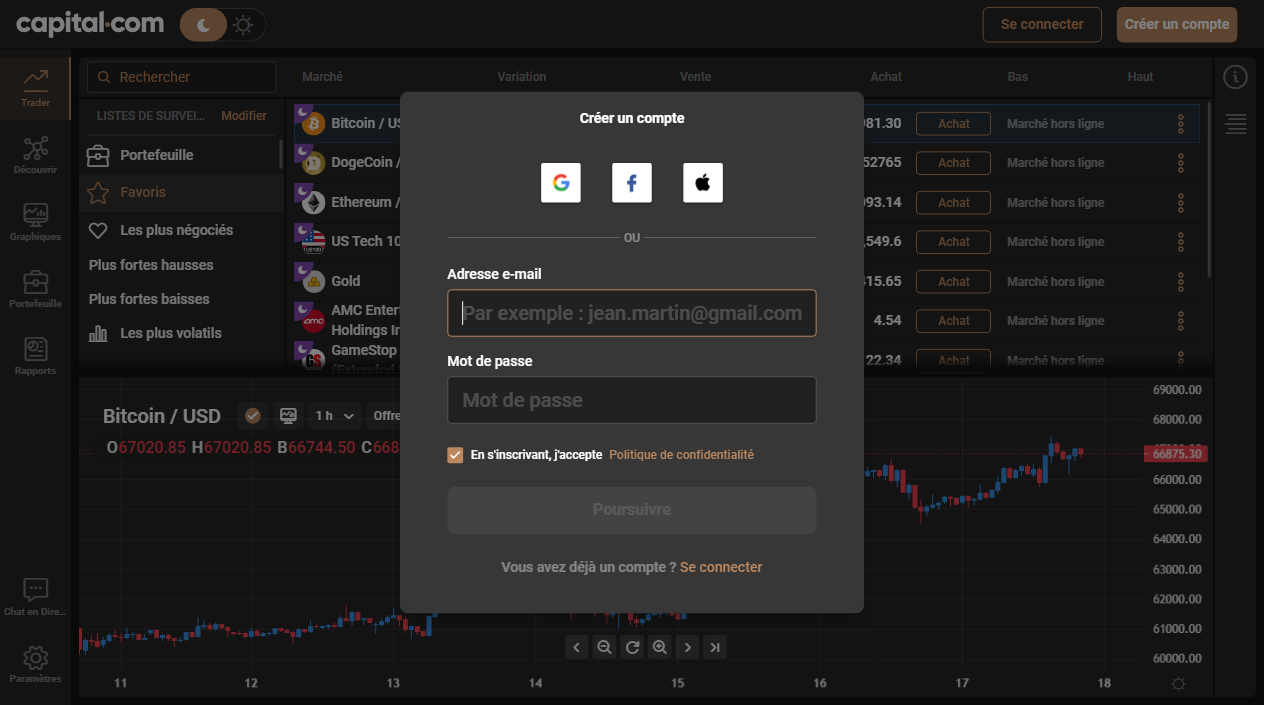 capital.com
Se connecter
Créer un compte
Trader
Découvrir
Graphiques
Portefeuille
Rapports
Chat en Dire...
Paramètres
Rechercher
LISTES DE SURVEI...
Modifier
Portefeuille
Favoris
Les plus négociés
Plus fortes hausses
Plus fortes baisses
Les plus volatils
Marché
Variation
Vente
Achat
Bas
Haut
Bitcoin / US
981.30
Achat
Marché hors ligne
DogeCoin /
52765
Achat
Marché hors ligne
Ethereum /
93.14
Achat
Marché hors ligne
US Tech 10
,549.6
Achat
Marché hors ligne
Gold
15.65
Achat
Marché hors ligne
amc
AMC Enter
Holdings In
4.54
Achat
Marché hors ligne
GameStop
(Extended
22.34
Achat
Marché hors ligne
Créer un compte
OU
Adresse e-mail
Par exemple : jean.martin@gmail.com
Mot de passe
Mot de passe
En s'inscrivant, j'accepte Politique de confidentialité
Poursuivre
Vous avez déjà un compte ? Se connecter
Bitcoin / USD
1 h
Offre
O67020.85 H67020.85 B66744.50 C668
69000.00
68000.00
66875.30
66000.00
65000.00
64000.00
63000.00
62000.00
61000.00
60000.00
11
12
13
14
15
16
17
18